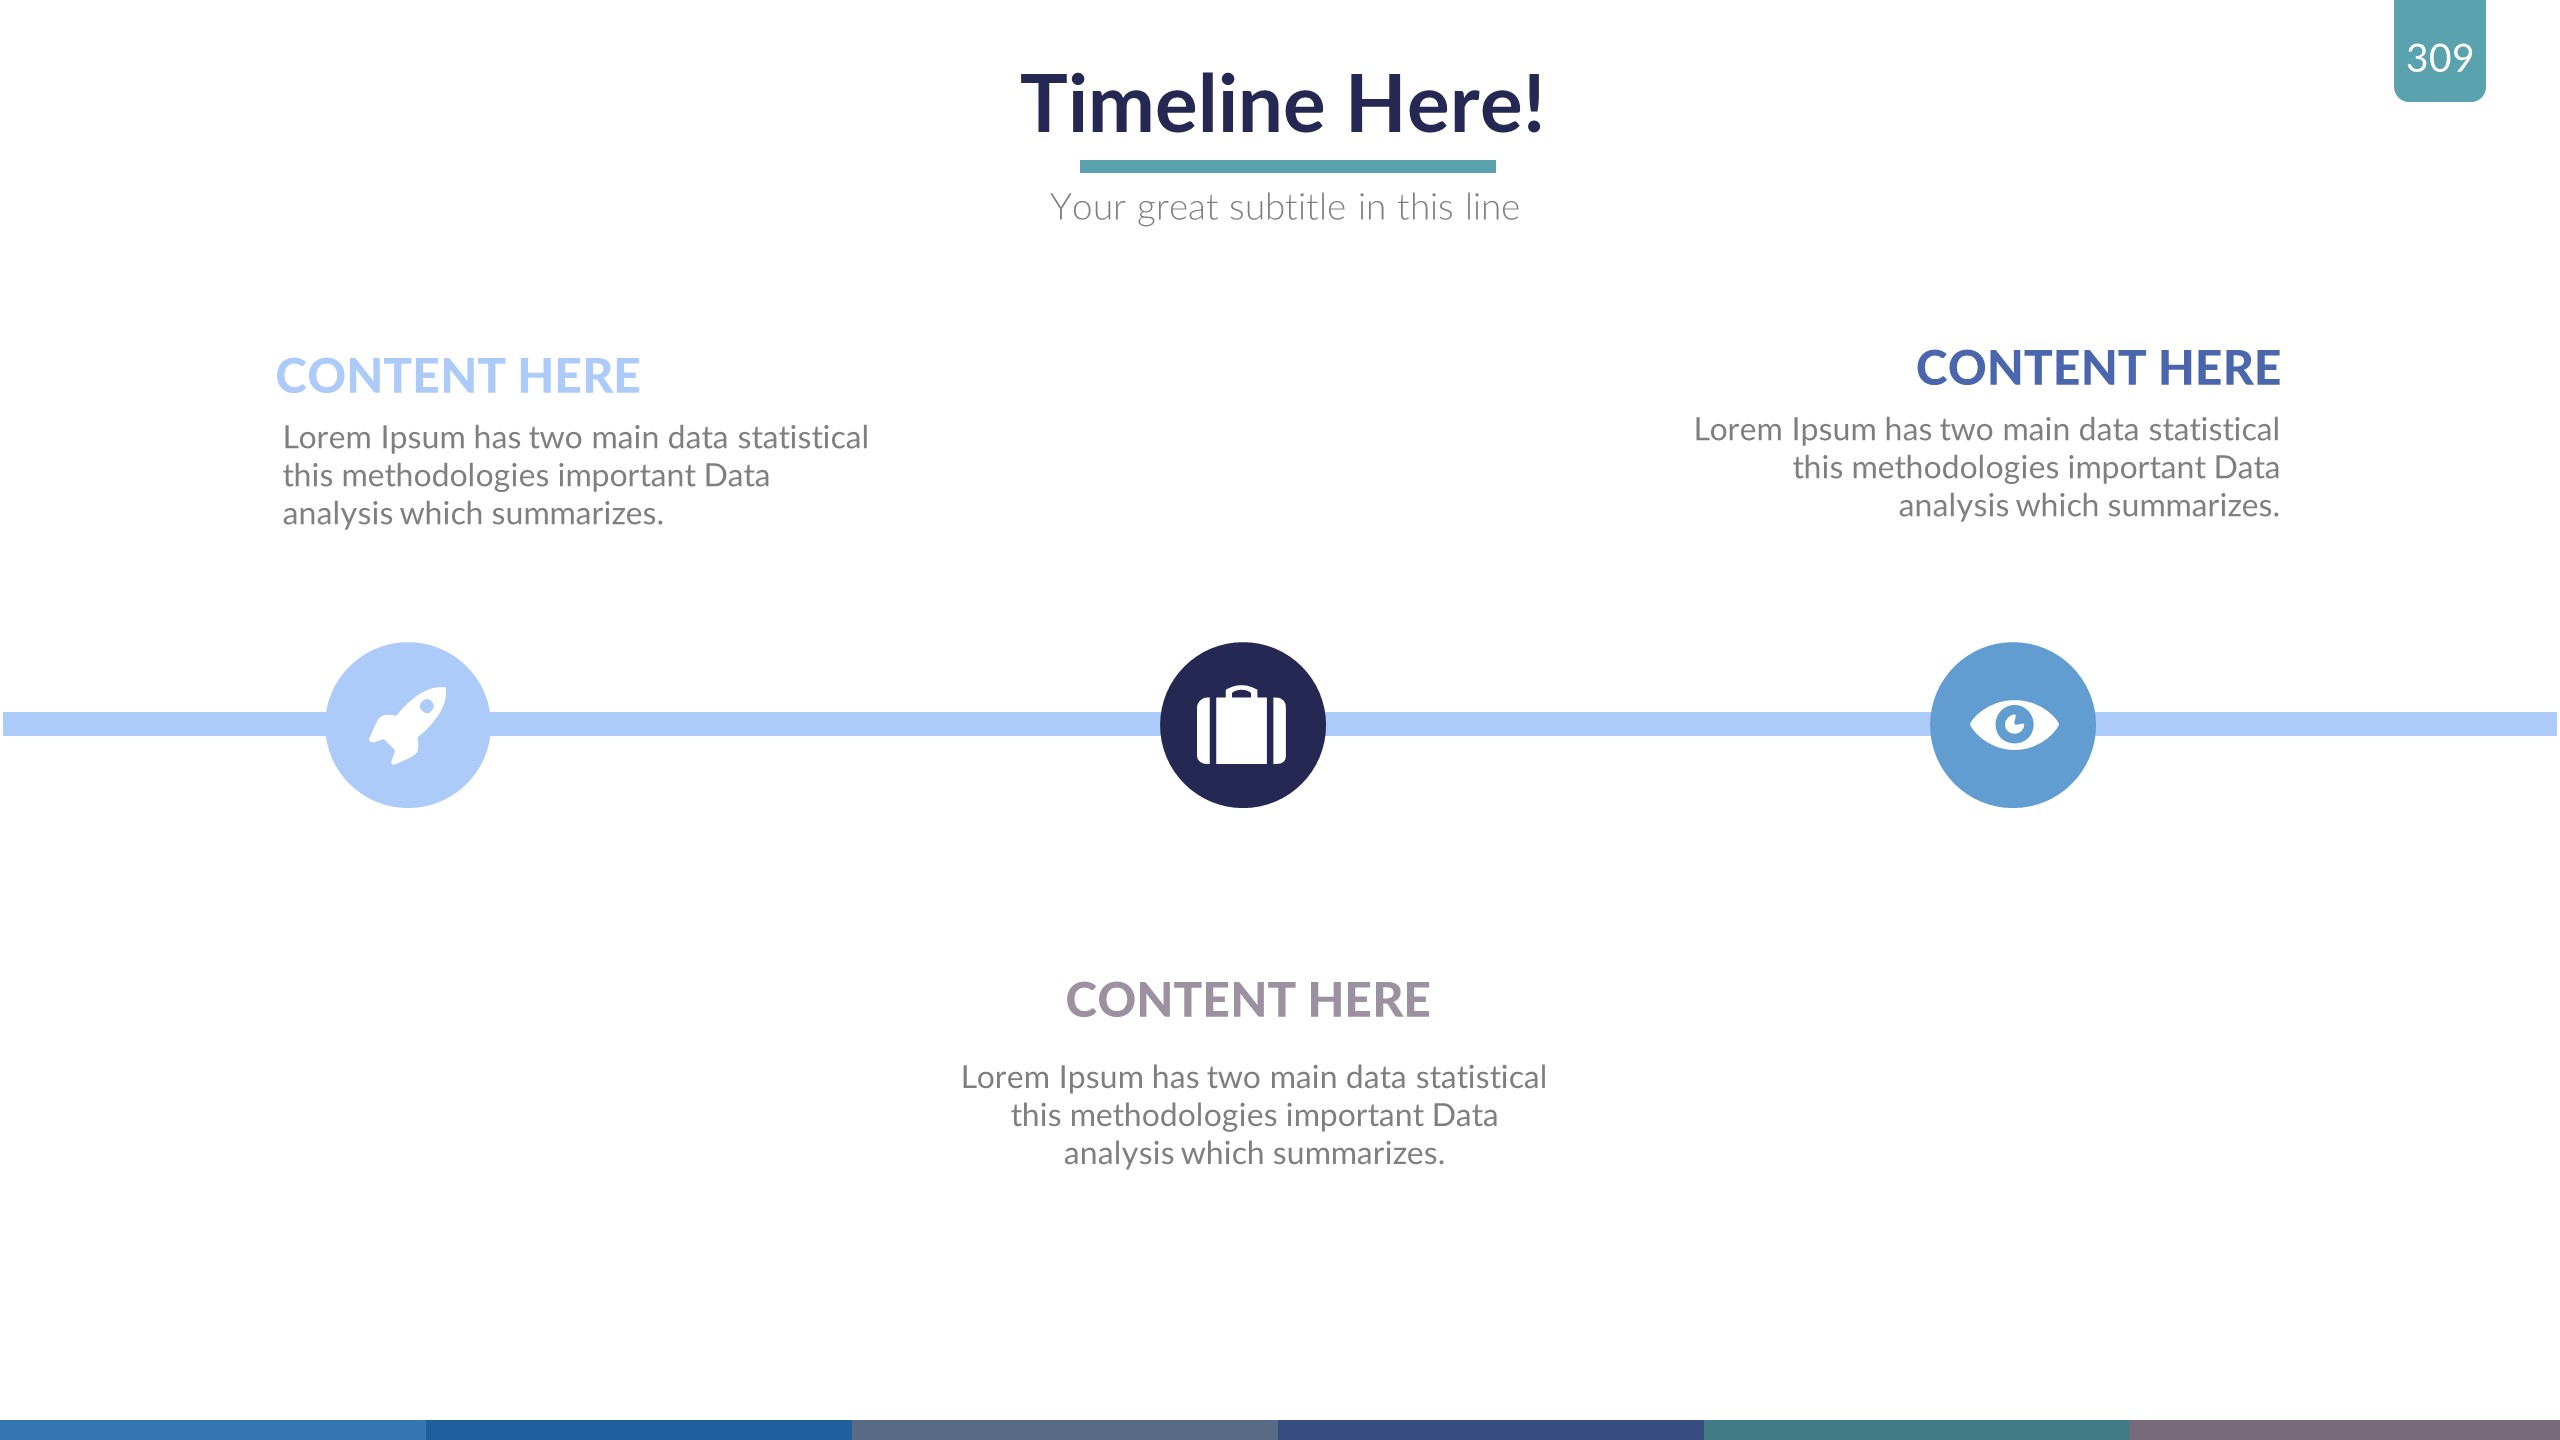 309
Timeline Here!
Your great subtitle in this line
CONTENT HERE
Lorem Ipsum has two main data statistical
this methodologies important Data
analysis which summarizes.
CONTENT HERE
Lorem Ipsum has two main data statistical
this methodologies important Data
analysis which summarizes.
CONTENT HERE
Lorem Ipsum has two main data statistical
this methodologies important Data
analysis which summarizes.